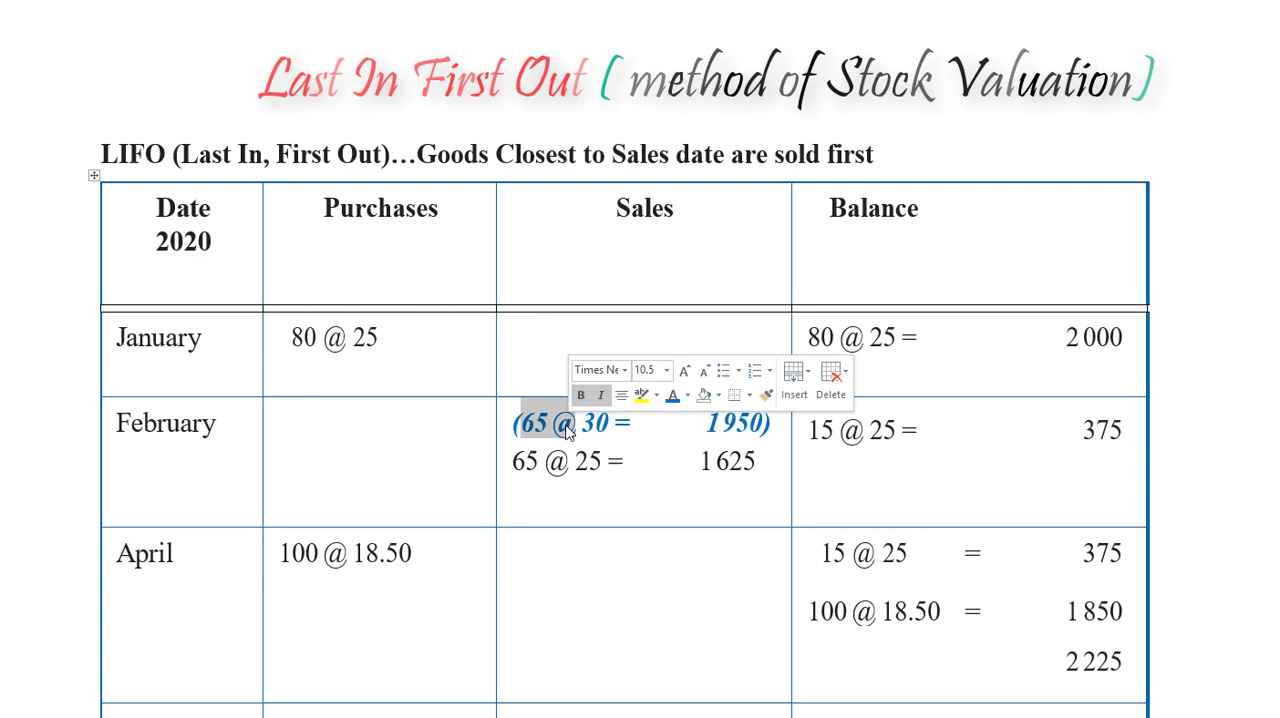 Last In First Out ( method of Stock Valuation)
LIFO (Last In, First Out)…Goods Closest to Sales date are sold first
Date 2020 Purchases Sales Balance
January 80 @ 25 80 @ 25 = 2 000
Times Ne 10.5
B I Insert Delete
February (65 @ 30 = 1 950) 15 @ 25 = 375
65 @ 25 = 1 625
April 100 @ 18.50 15 @ 25 = 375
100 @ 18.50 = 1 850
2 225